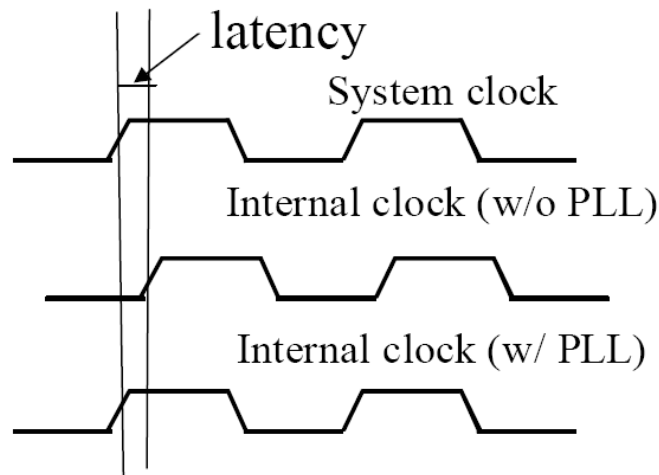 latency
System clock
Internal clock (w/o PLL)
Internal clock (w/ PLL)